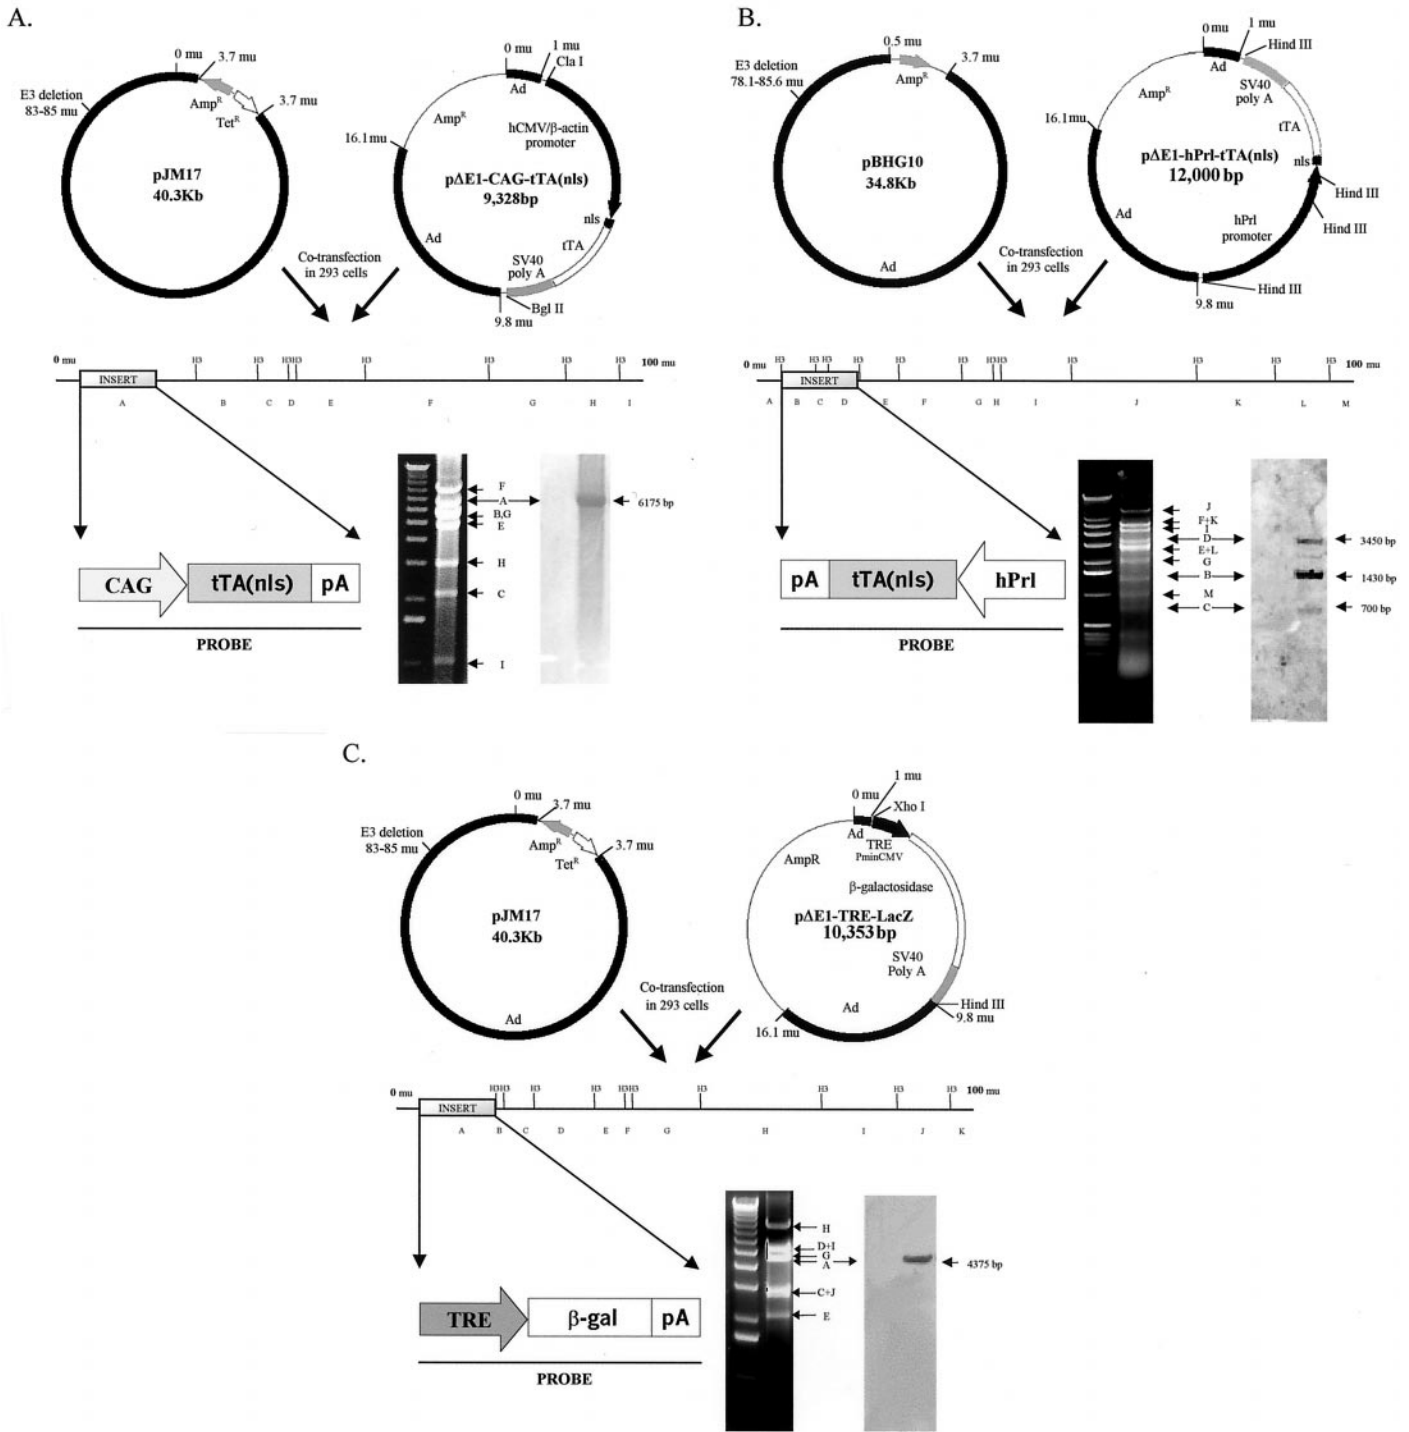 A.
0 mu
3.7 mu
E3 deletion
83-85 mu
AmpR
TetR
3.7 mu
pJM17
40.3Kb
0 mu
1 mu
Cla I
Ad
AmpR
hCMV/β-actin
promoter
16.1mu
pΔE1-CAG-tTA(nls)
9,328bp
nls
tTA
Ad
SV40
poly A
Bgl II
9.8 mu
Co-transfection
in 293 cells
0 mu
H3
H3
H3H3
H3
H3
H3
H3
100 mu
INSERT
A
B
C
D
E
F
G
H
I
F
A
B,G
E
H
C
I
6175 bp
CAG
tTA(nls)
pA
PROBE
B.
0.5 mu
3.7 mu
E3 deletion
78.1-85.6 mu
AmpR
pBHG10
34.8Kb
Ad
0 mu
1 mu
Hind III
Ad
SV40
poly A
AmpR
tTA
16.1mu
pΔE1-hPrl-tTA(nls)
12,000 bp
nls
Hind III
Hind III
Ad
hPrl
promoter
Hind III
9.8 mu
Co-transfection
in 293 cells
0 mu
H3
H3H3
H3
H3
H3
H3H3
H3
H3
H3
H3
100 mu
INSERT
A
B
C
D
E
F
G
H
I
J
K
L
M
J
F+K
I
D
E+L
G
B
M
C
3450 bp
1430 bp
700 bp
pA
tTA(nls)
hPrl
PROBE
C.
0 mu
3.7 mu
E3 deletion
83-85 mu
AmpR
TetR
3.7 mu
pJM17
40.3Kb
Ad
0 mu
1 mu
Xho I
Ad
TRE
PminCMV
AmpR
β-galactosidase
pΔE1-TRE-LacZ
10,353bp
SV40
Poly A
Ad
Hind III
9.8 mu
16.1 mu
Co-transfection
in 293 cells
0 mu
H3H3
H3
H3
H3H3
H3
H3
H3
H3
100 mu
INSERT
A
B
C
D
E
F
G
H
I
J
K
H
D+I
G
A
C+J
E
4375 bp
TRE
β-gal
pA
PROBE